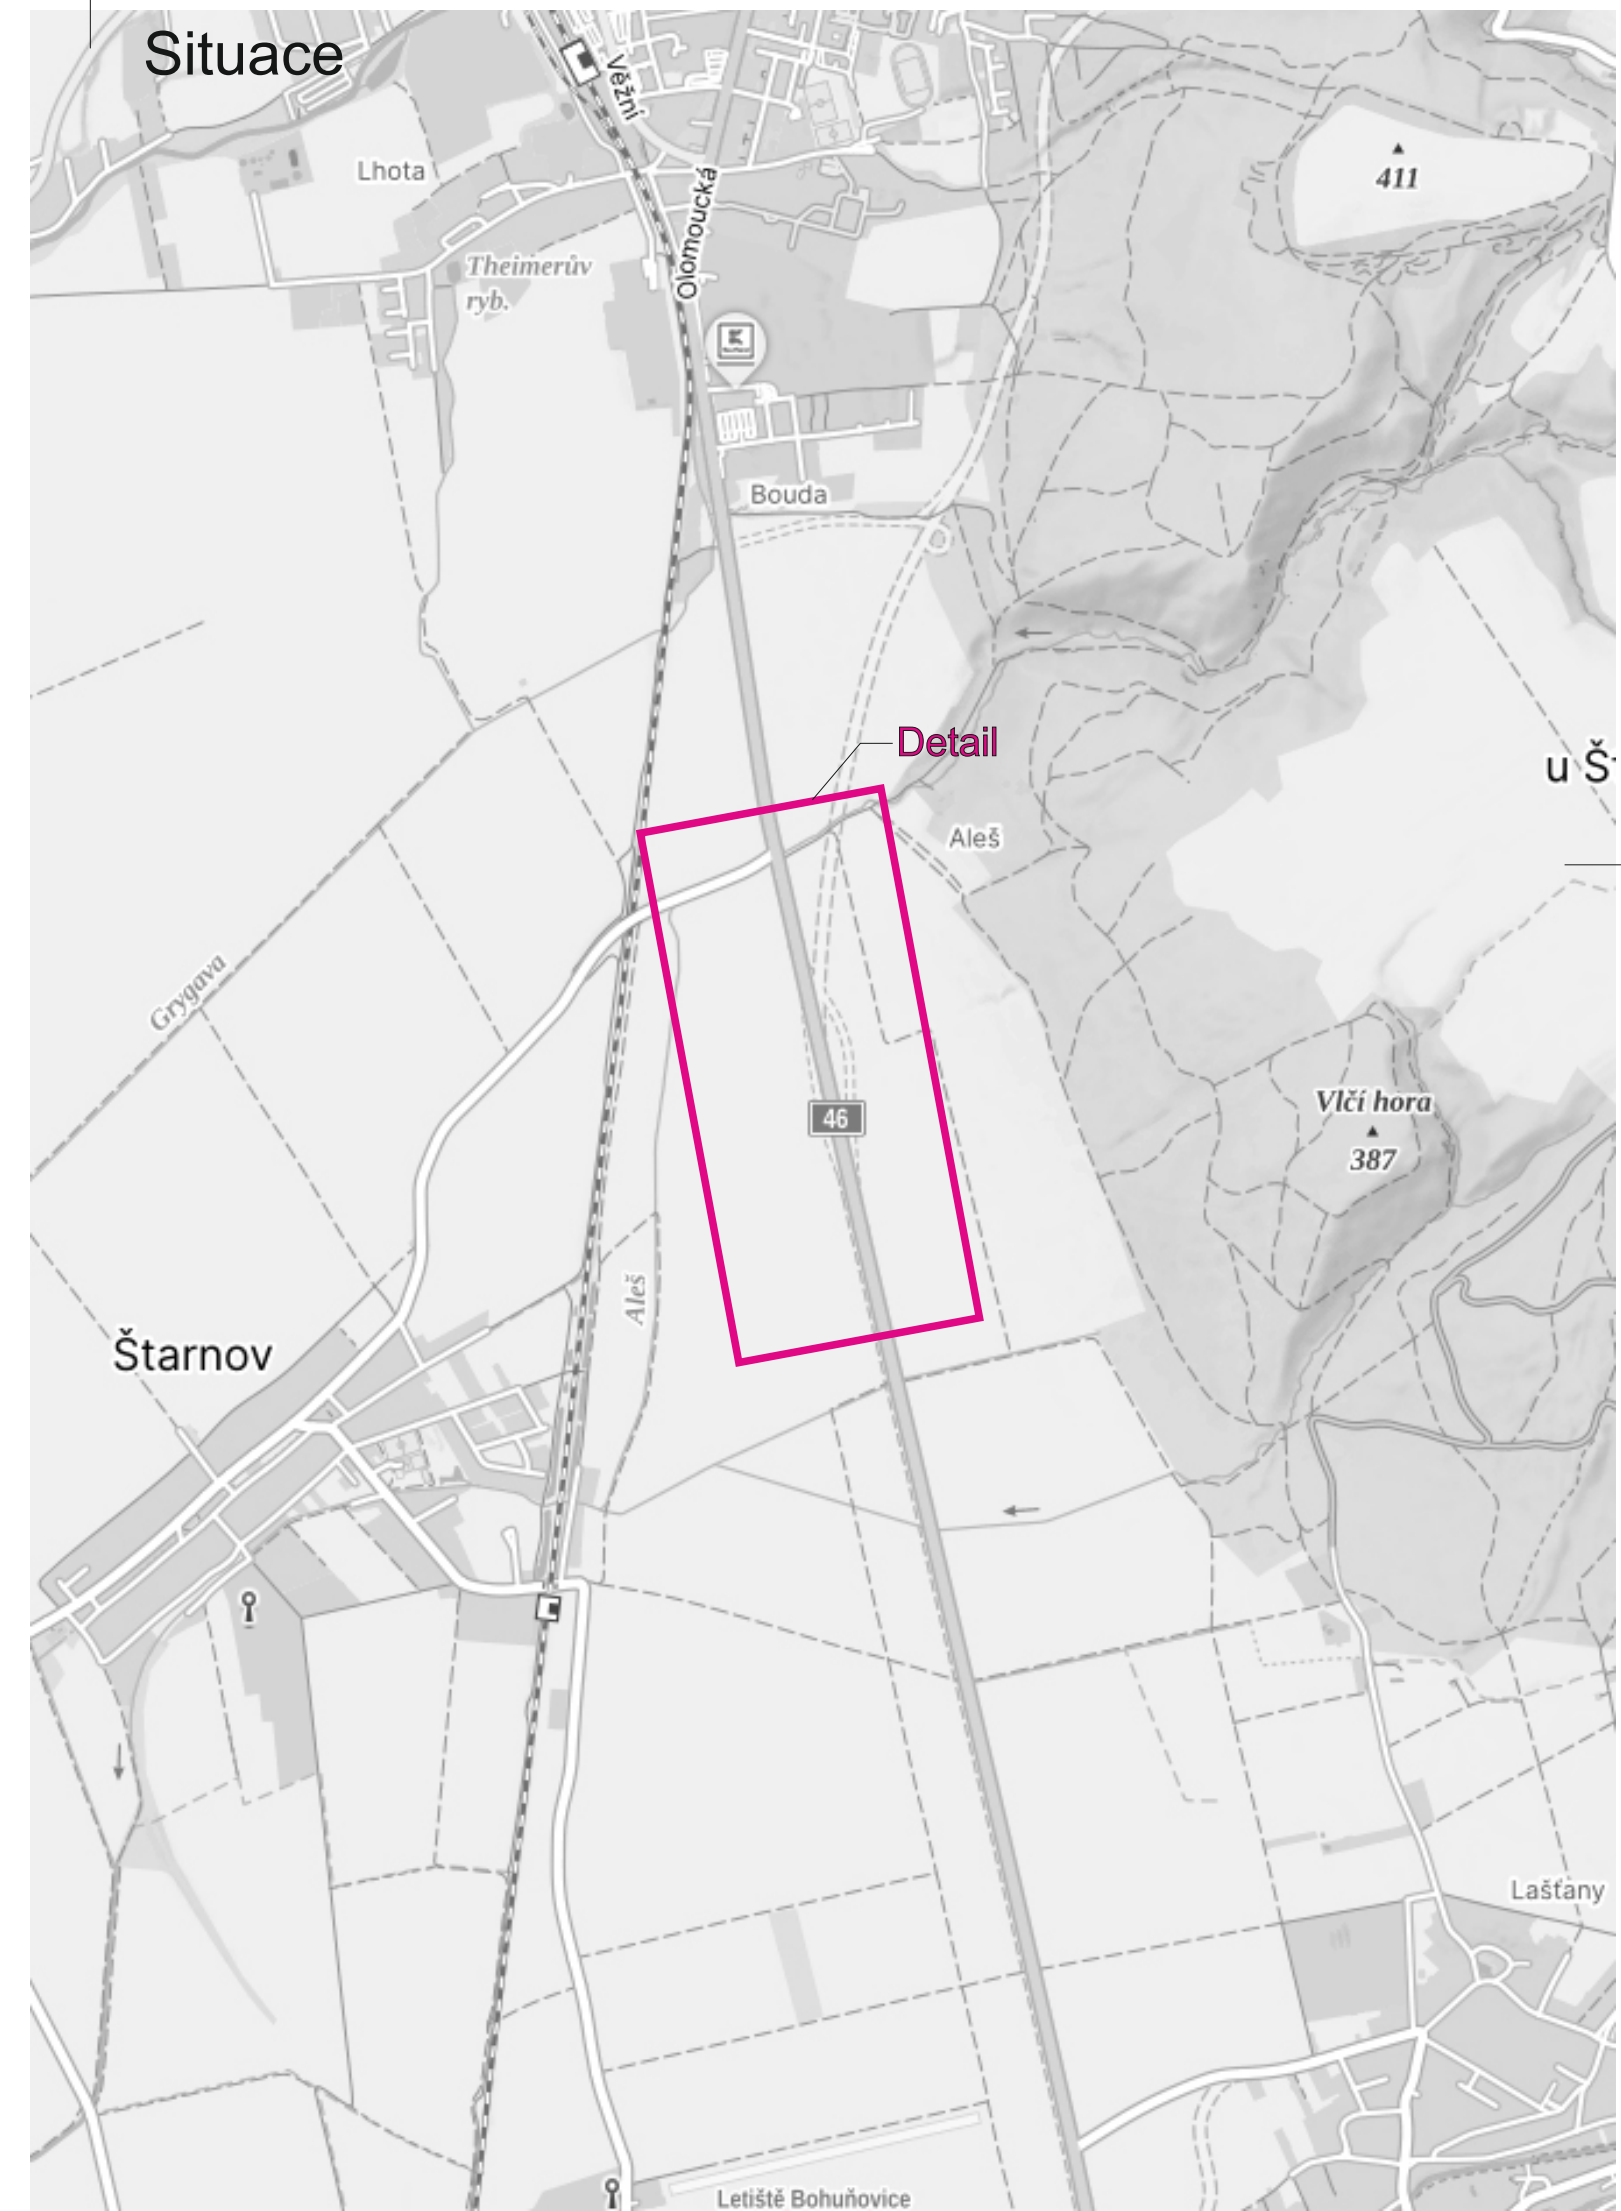 Situace
Věžní
Lhota
411
Olomoucká
Theimerův
ryb.
Bouda
Detail
u Š
Aleš
Grygava
46
Vlčí hora
387
Aleš
Štarnov
Lašťany
Letiště Bohuňovice